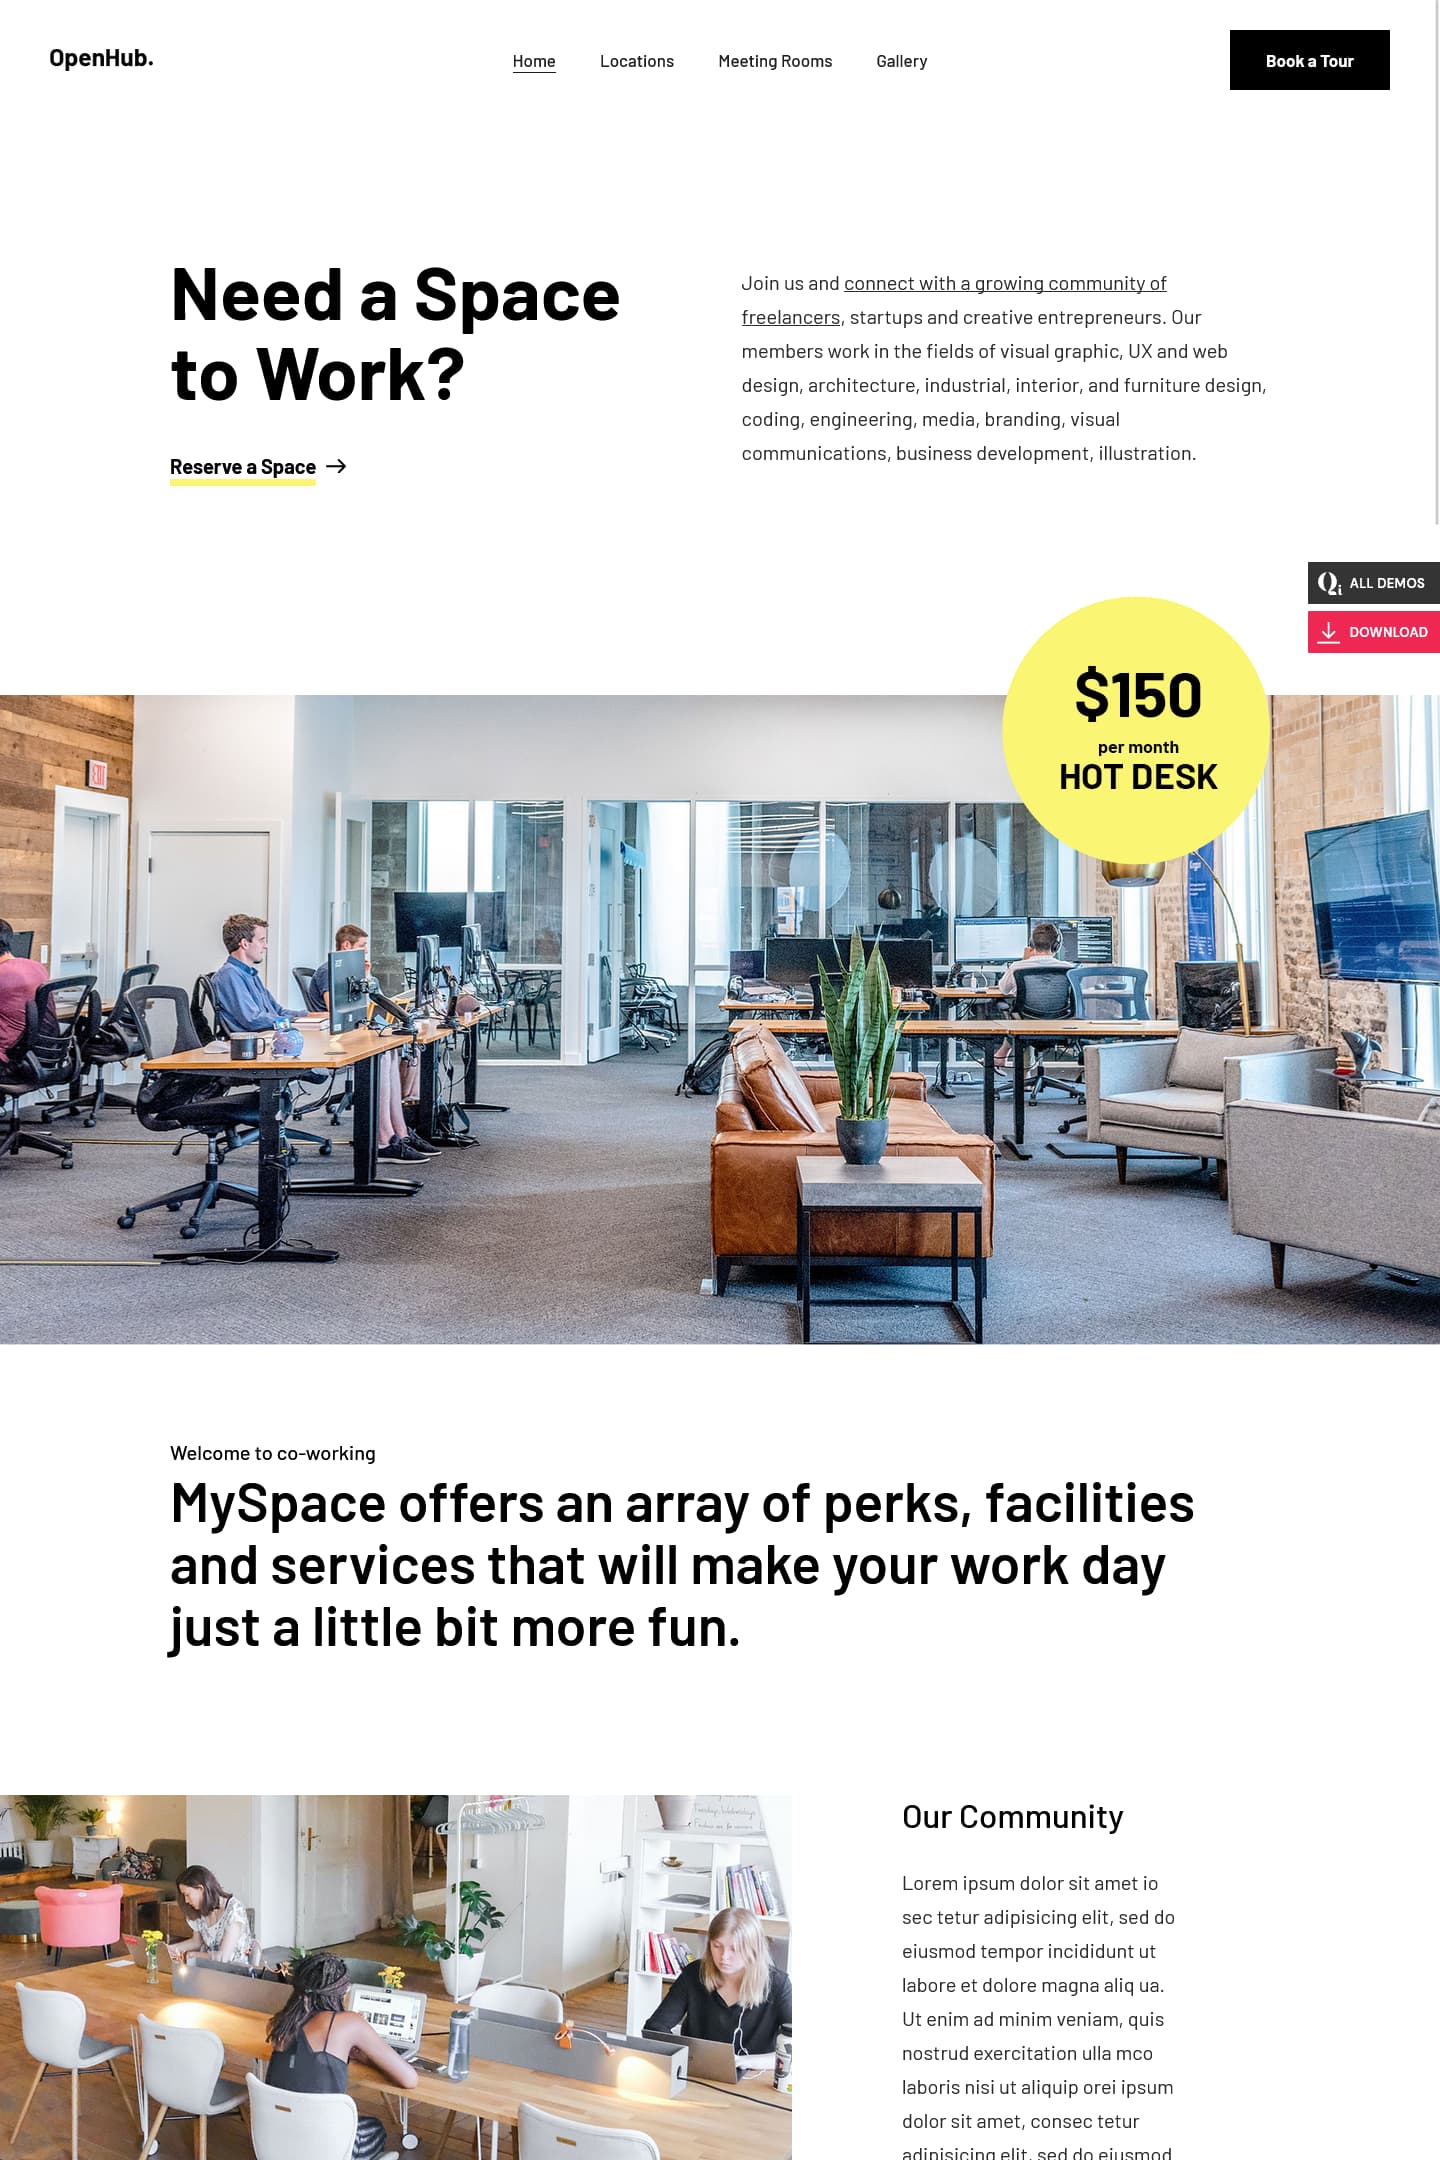 OpenHub.
Home
Locations
Meeting Rooms
Gallery
Book a Tour
Need a Space
to Work?
Reserve a Space
Join us and connect with a growing community of
freelancers, startups and creative entrepreneurs. Our
members work in the fields of visual graphic, UX and web
design, architecture, industrial, interior, and furniture design,
coding, engineering, media, branding, visual
communications, business development, illustration.
Qi ALL DEMOS
DOWNLOAD
$150
per month
HOT DESK
Welcome to co-working
MySpace offers an array of perks, facilities
and services that will make your work day
just a little bit more fun.
Our Community
Lorem ipsum dolor sit amet io
sec tetur adipisicing elit, sed do
eiusmod tempor incididunt ut
labore et dolore magna aliq ua.
Ut enim ad minim veniam, quis
nostrud exercitation ulla mco
laboris nisi ut aliquip orei ipsum
dolor sit amet, consec tetur
adipisicing elit, sed do eiusmod